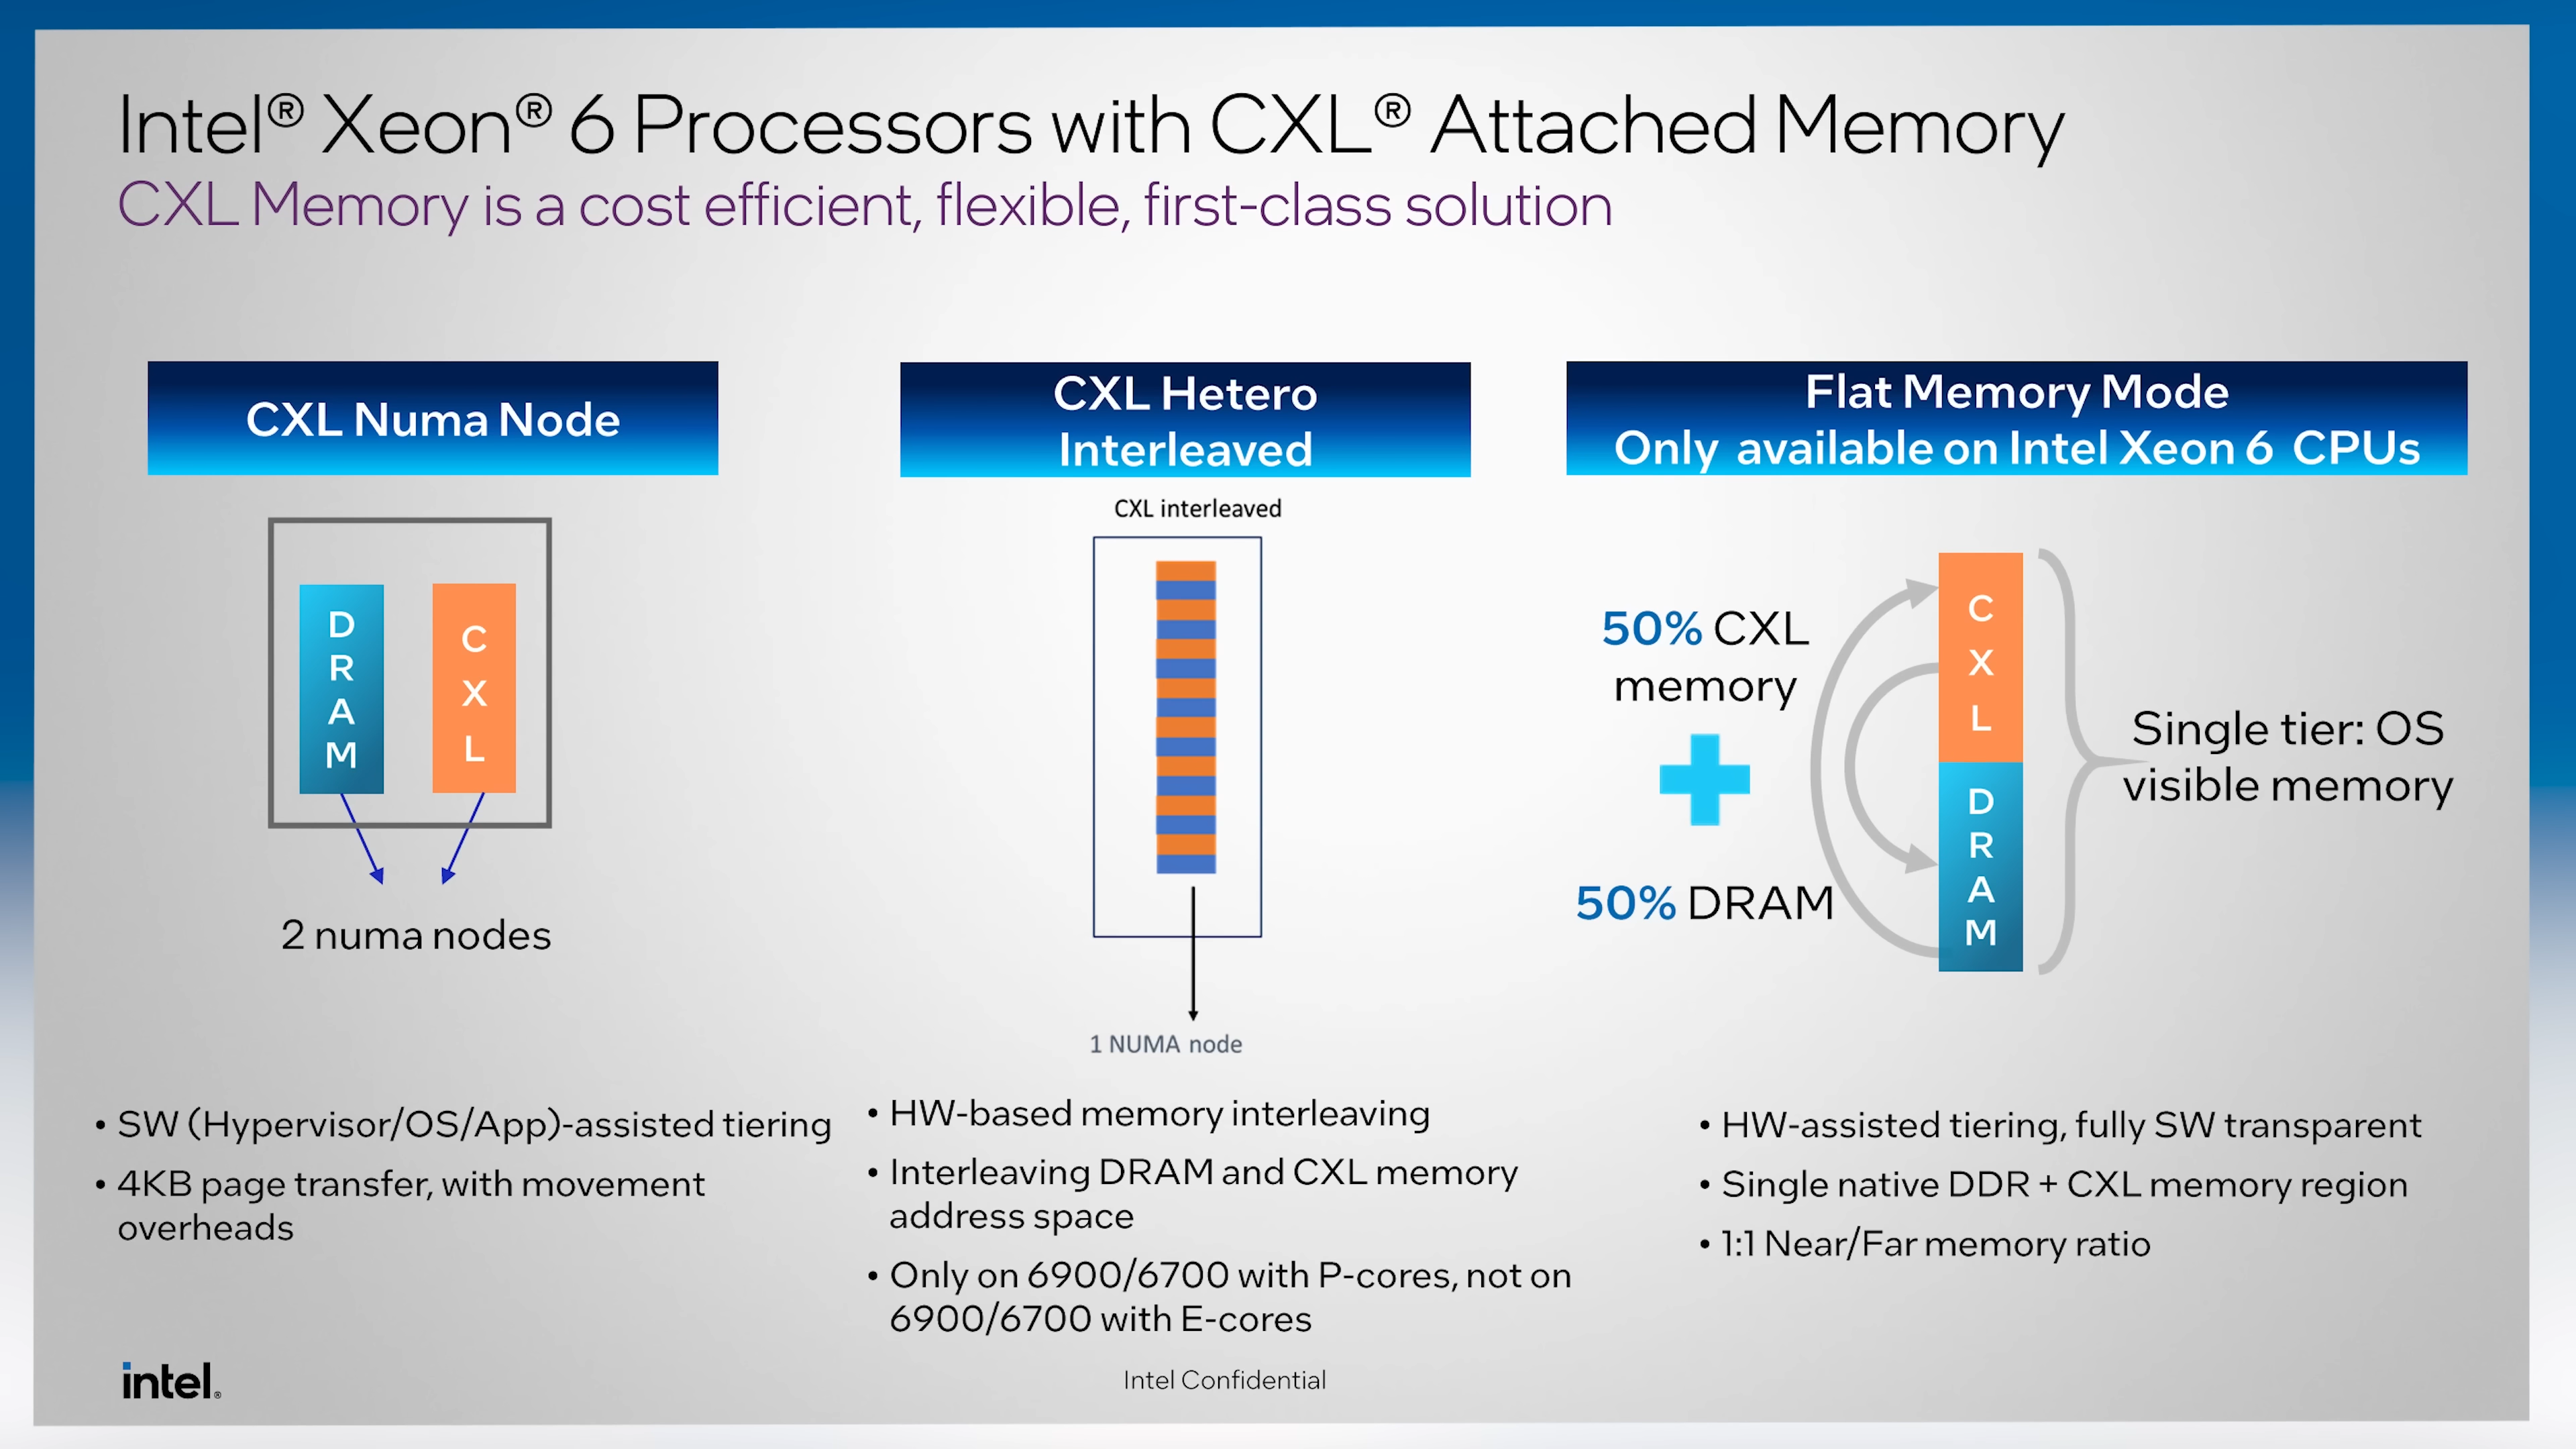 Intel® Xeon® 6 Processors with CXL® Attached Memory
CXL Memory is a cost efficient, flexible, first-class solution
CXL Numa Node
DRAM
CXL
2 numa nodes
• SW (Hypervisor/OS/App)-assisted tiering
• 4KB page transfer, with movement
overheads
CXL Hetero
Interleaved
CXL interleaved
1 NUMA node
• HW-based memory interleaving
• Interleaving DRAM and CXL memory
address space
• Only on 6900/6700 with P-cores, not on
6900/6700 with E-cores
Flat Memory Mode
Only available on Intel Xeon 6 CPUs
50% CXL
memory
50% DRAM
CXL
DRAM
Single tier: OS
visible memory
• HW-assisted tiering, fully SW transparent
• Single native DDR + CXL memory region
• 1:1 Near/Far memory ratio
intel®
Intel Confidential